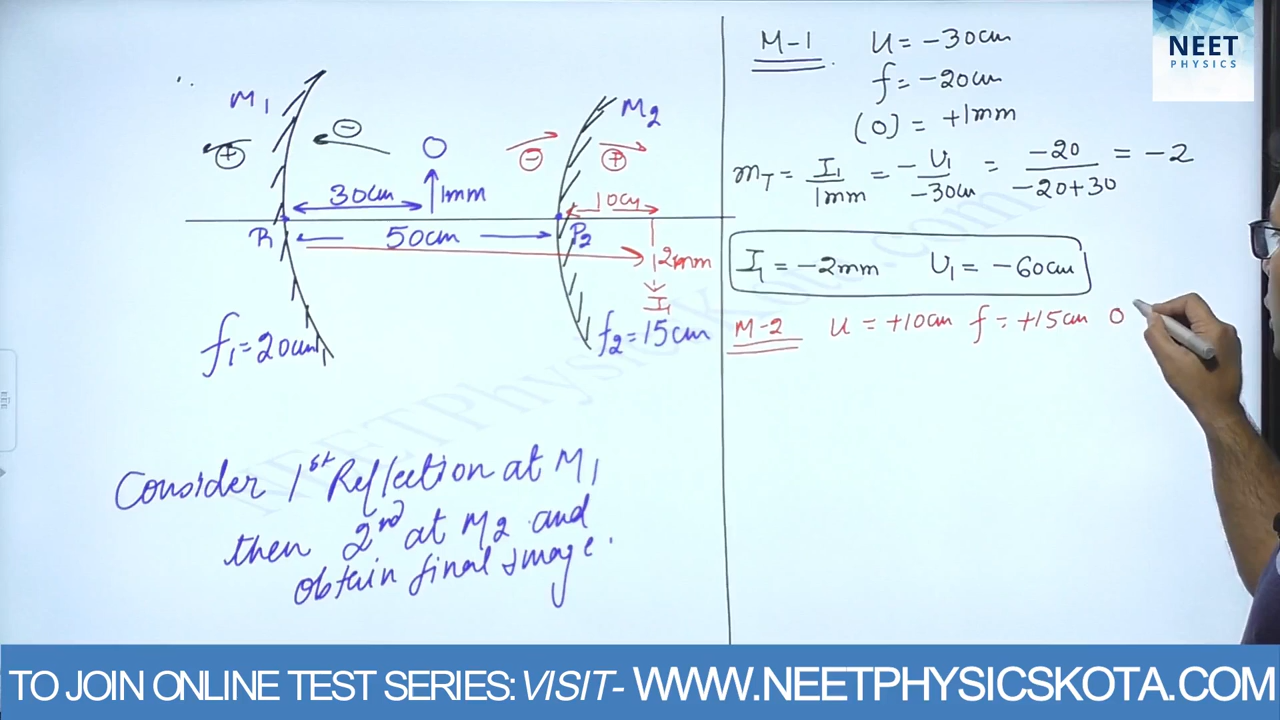 M1
M2
(-)
(+)
O
(-)
(+)
30cm
1mm
10cm
P1
50cm
P2
2mm
I1
f1=20cm
f2=15cm
Consider 1st Reflection at M1
then 2nd at M2 and
obtain final image.
M-1 u = -30cm
f = -20cm
(O) = +1mm
mT = I1/1mm = -v1/-30cm = -20/-20+30 = -2
I1 = -2mm v1 = -60cm
M-2 u = +10cm f = +15cm O
NEET
PHYSICS
NEETPhysicsKota.com
TO JOIN ONLINE TEST SERIES: VISIT- WWW.NEETPHYSICSKOTA.COM